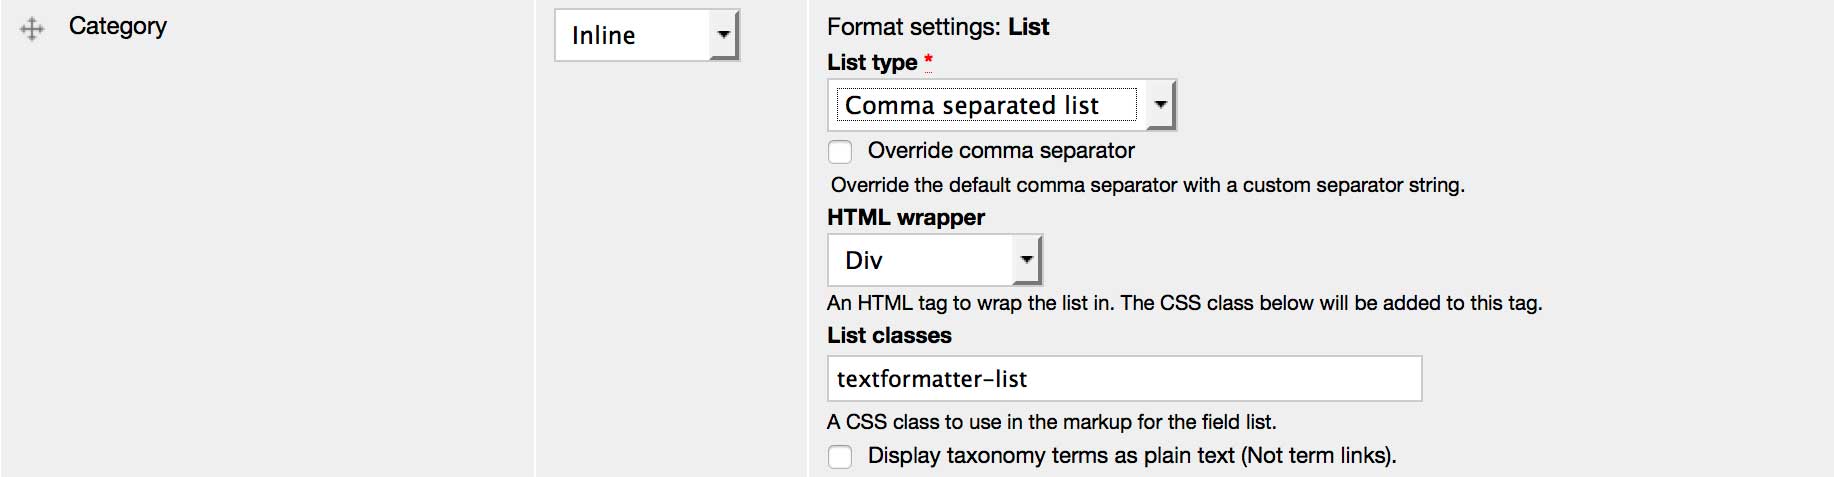 Category
Inline
Format settings: List
List type *
Comma separated list
Override comma separator
Override the default comma separator with a custom separator string.
HTML wrapper
Div
An HTML tag to wrap the list in. The CSS class below will be added to this tag.
List classes
textformatter-list
A CSS class to use in the markup for the field list.
Display taxonomy terms as plain text (Not term links).